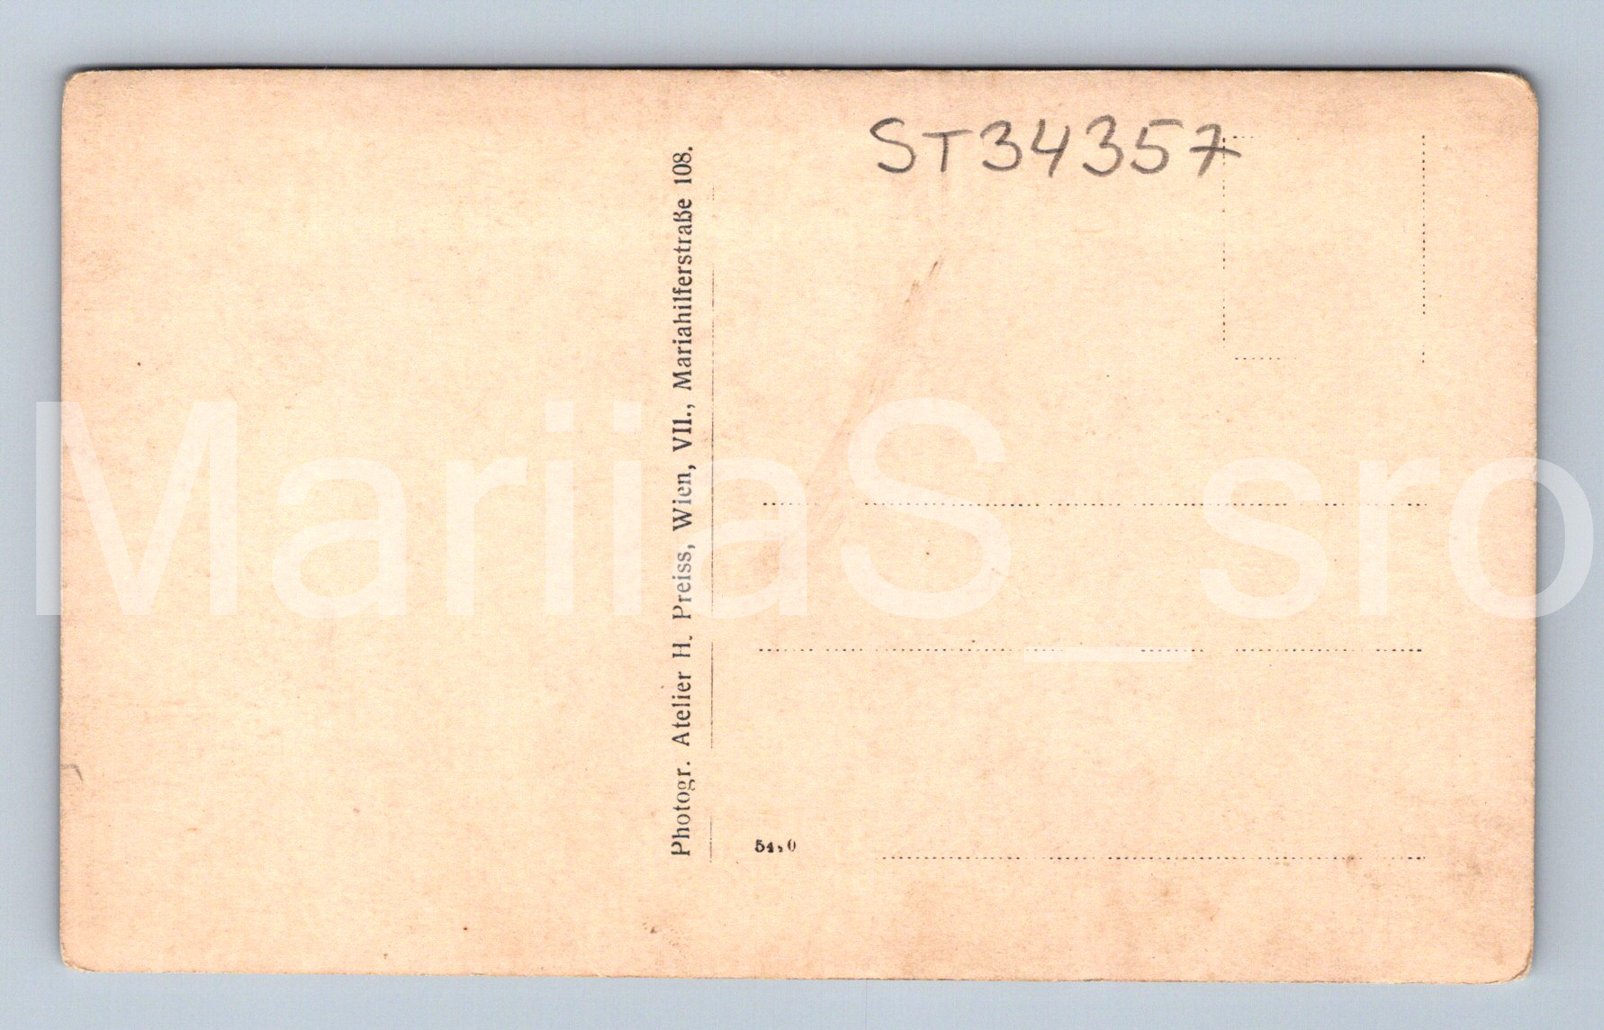 ST34357
Photogr. Atelier H. Preiss, Wien, VII., Mariahilferstraße 108.
MariiaS_sro